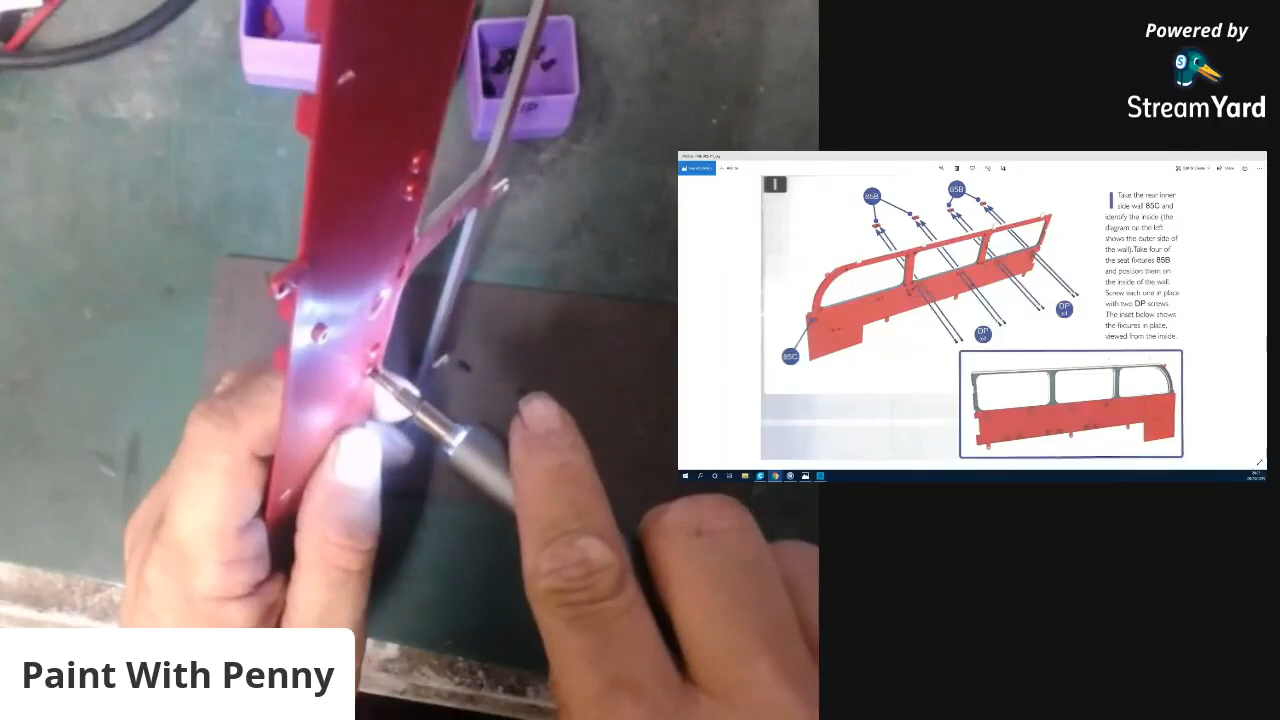 Powered by
StreamYard
85B
85B
Take the rear inner
side wall 85C and
identify the inside (the
diagram on the left
shows the outer side of
the wall). Take four of
the seat fixtures 85B
and position them on
the inside of the wall.
Screw each one in place
with two DP screws.
The inset below shows
the fixtures in place,
viewed from the inside.
DP
x4
DP
x4
85C
Paint With Penny